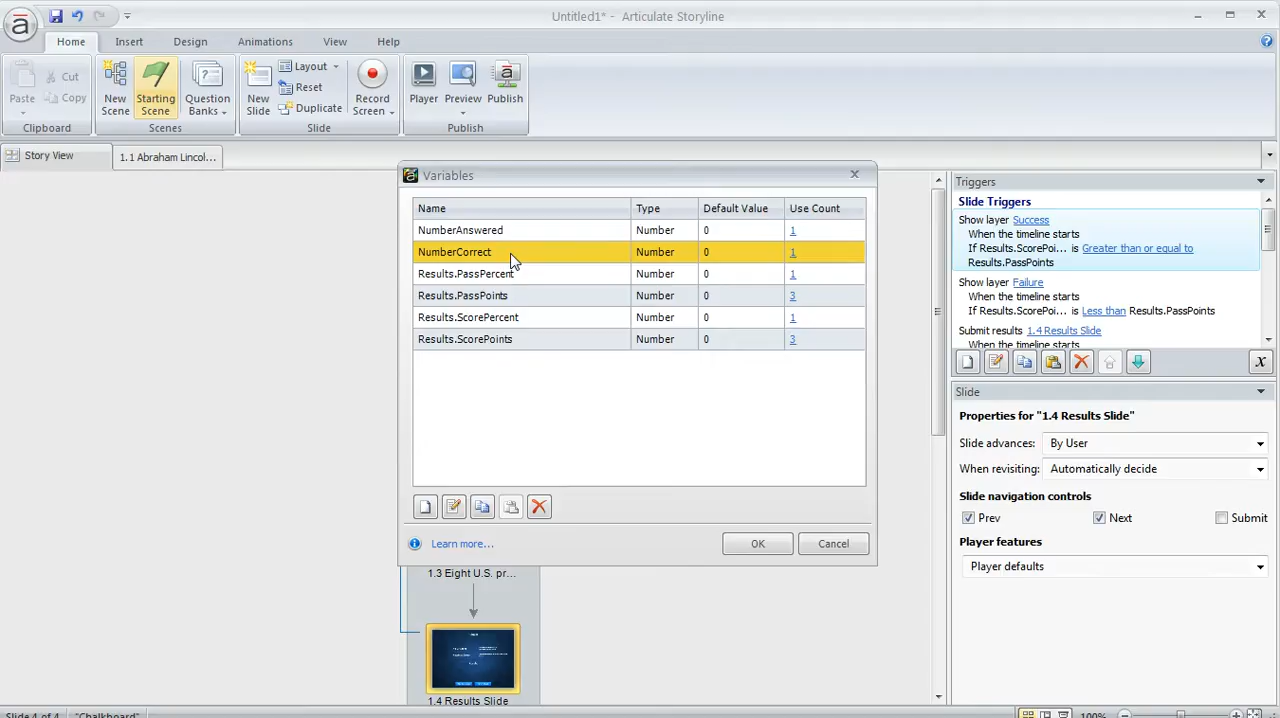 Untitled1* - Articulate Storyline
Home Insert Design Animations View Help
Paste
Cut
Copy
Clipboard
New Scene
Starting Scene
Question Banks
Scenes
New Slide
Layout
Reset
Duplicate
Slide
Record Screen
Player
Preview
Publish
Publish
Story View
1.1 Abraham Lincol...
Variables
Name Type Default Value Use Count
NumberAnswered Number 0 1
NumberCorrect Number 0 1
Results.PassPercent Number 0 1
Results.PassPoints Number 0 3
Results.ScorePercent Number 0 1
Results.ScorePoints Number 0 3
Learn more...
OK
Cancel
1.3 Eight U.S. pr...
1.4 Results Slide
Triggers
Slide Triggers
Show layer Success
When the timeline starts
If Results.ScorePoi... is Greater than or equal to
Results.PassPoints
Show layer Failure
When the timeline starts
If Results.ScorePoi... is Less than Results.PassPoints
Submit results 1.4 Results Slide
When the timeline starts
x
Slide
Properties for "1.4 Results Slide"
Slide advances: By User
When revisiting: Automatically decide
Slide navigation controls
Prev Next Submit
Player features
Player defaults
Slide 4 of 4 "Chalkboard" 100%